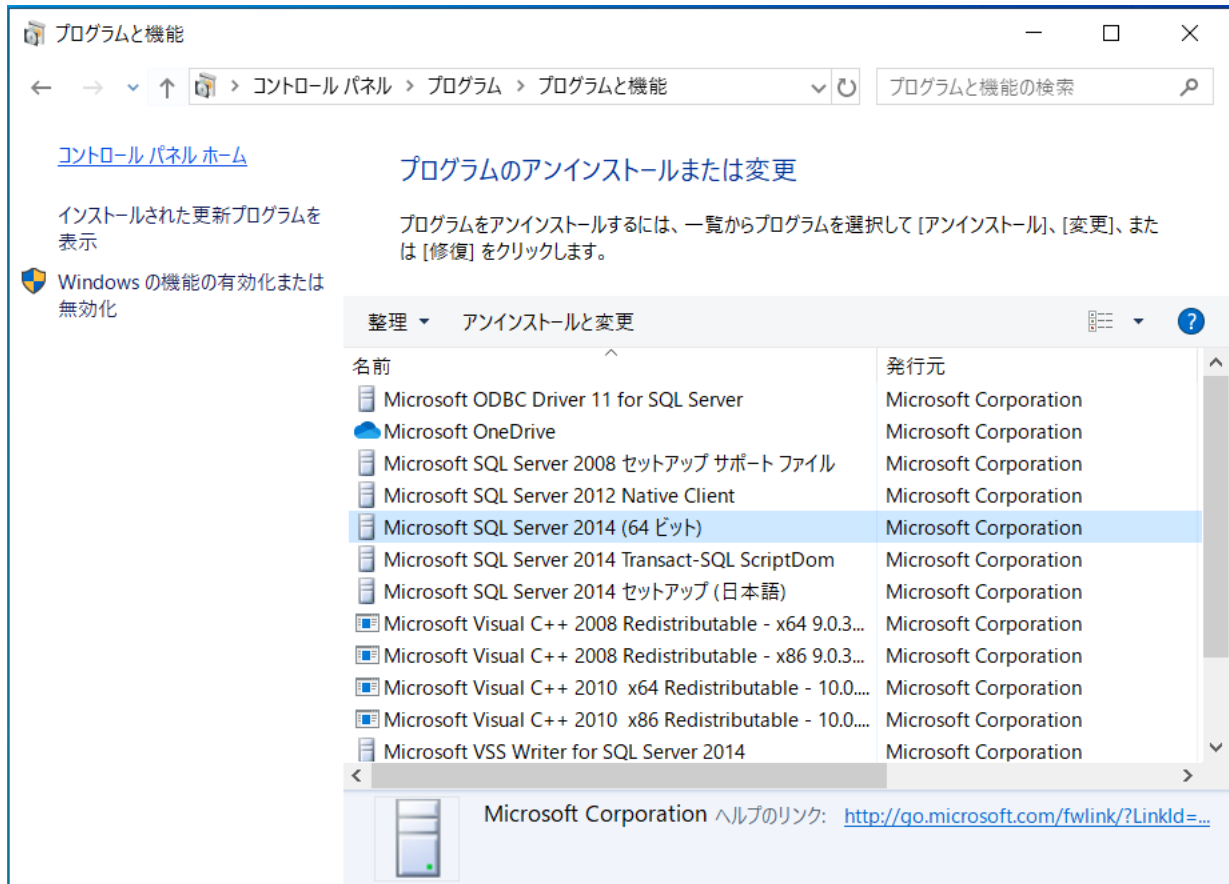 プログラムと機能
コントロール パネル > プログラム > プログラムと機能
プログラムと機能の検索
コントロール パネル ホーム
インストールされた更新プログラムを
表示
Windows の機能の有効化または
無効化
プログラムのアンインストールまたは変更
プログラムをアンインストールするには、一覧からプログラムを選択して [アンインストール]、[変更]、また
は [修復] をクリックします。
整理 アンインストールと変更
名前 発行元
Microsoft ODBC Driver 11 for SQL Server Microsoft Corporation
Microsoft OneDrive Microsoft Corporation
Microsoft SQL Server 2008 セットアップ サポート ファイル Microsoft Corporation
Microsoft SQL Server 2012 Native Client Microsoft Corporation
Microsoft SQL Server 2014 (64 ビット) Microsoft Corporation
Microsoft SQL Server 2014 Transact-SQL ScriptDom Microsoft Corporation
Microsoft SQL Server 2014 セットアップ (日本語) Microsoft Corporation
Microsoft Visual C++ 2008 Redistributable - x64 9.0.3... Microsoft Corporation
Microsoft Visual C++ 2008 Redistributable - x86 9.0.3... Microsoft Corporation
Microsoft Visual C++ 2010  x64 Redistributable - 10.0.... Microsoft Corporation
Microsoft Visual C++ 2010  x86 Redistributable - 10.0.... Microsoft Corporation
Microsoft VSS Writer for SQL Server 2014 Microsoft Corporation
Microsoft Corporation ヘルプのリンク: http://go.microsoft.com/fwlink/?LinkId=...